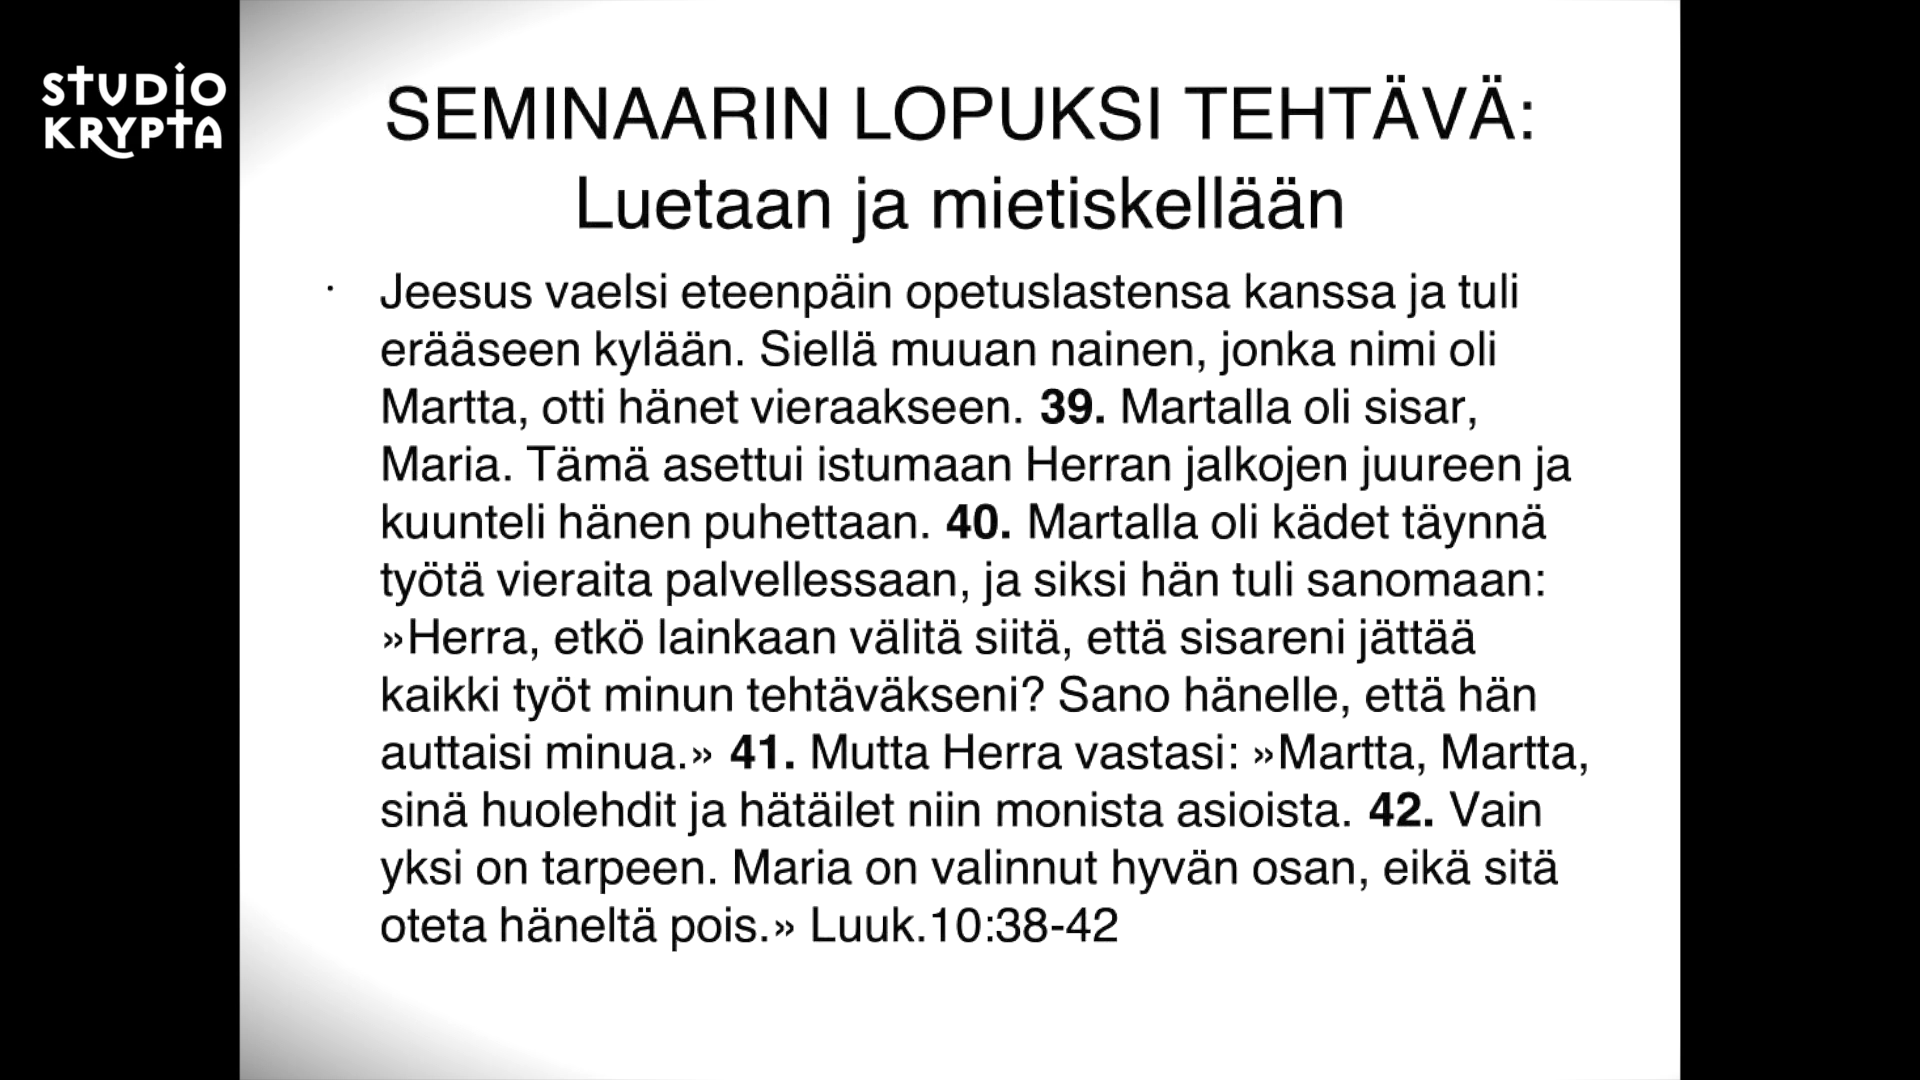 STUDIO
KRYPTA
SEMINAARIN LOPUKSI TEHTÄVÄ:
Luetaan ja mietiskellään
· Jeesus vaelsi eteenpäin opetuslastensa kanssa ja tuli
erääseen kylään. Siellä muuan nainen, jonka nimi oli
Martta, otti hänet vieraakseen. 39. Martalla oli sisar,
Maria. Tämä asettui istumaan Herran jalkojen juureen ja
kuunteli hänen puhettaan. 40. Martalla oli kädet täynnä
työtä vieraita palvellessaan, ja siksi hän tuli sanomaan:
»Herra, etkö lainkaan välitä siitä, että sisareni jättää
kaikki työt minun tehtäväkseni? Sano hänelle, että hän
auttaisi minua.» 41. Mutta Herra vastasi: »Martta, Martta,
sinä huolehdit ja hätäilet niin monista asioista. 42. Vain
yksi on tarpeen. Maria on valinnut hyvän osan, eikä sitä
oteta häneltä pois.» Luuk.10:38-42